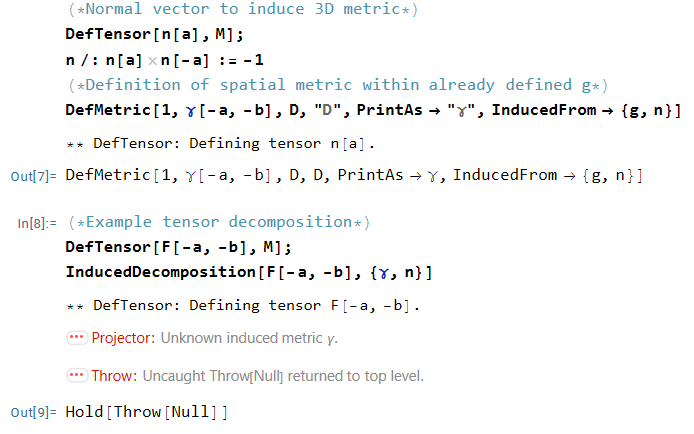 (*Normal vector to induce 3D metric*)
DefTensor[n[a], M];
n /: n[a] × n[-a] := -1
(*Definition of spatial metric within already defined g*)
DefMetric[1, γ[-a, -b], D, "D", PrintAs → "γ", InducedFrom → {g, n}]
** DefTensor: Defining tensor n[a].
Out[7]= DefMetric[1, γ[-a, -b], D, D, PrintAs → γ, InducedFrom → {g, n}]
In[8]:= (*Example tensor decomposition*)
DefTensor[F[-a, -b], M];
InducedDecomposition[F[-a, -b], {γ, n}]
** DefTensor: Defining tensor F[-a, -b].
••• Projector: Unknown induced metric γ.
••• Throw: Uncaught Throw[Null] returned to top level.
Out[9]= Hold[Throw[Null]]